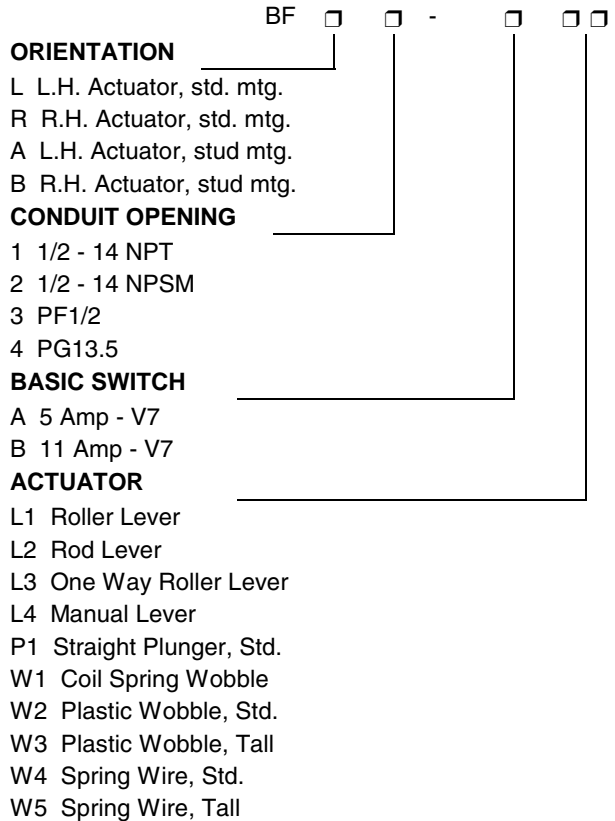 BF ❒ ❒ - ❒ ❒ ❒
ORIENTATION
L L.H. Actuator, std. mtg.
R R.H. Actuator, std. mtg.
A L.H. Actuator, stud mtg.
B R.H. Actuator, stud mtg.
CONDUIT OPENING
1 1/2 - 14 NPT
2 1/2 - 14 NPSM
3 PF1/2
4 PG13.5
BASIC SWITCH
A 5 Amp - V7
B 11 Amp - V7
ACTUATOR
L1 Roller Lever
L2 Rod Lever
L3 One Way Roller Lever
L4 Manual Lever
P1 Straight Plunger, Std.
W1 Coil Spring Wobble
W2 Plastic Wobble, Std.
W3 Plastic Wobble, Tall
W4 Spring Wire, Std.
W5 Spring Wire, Tall